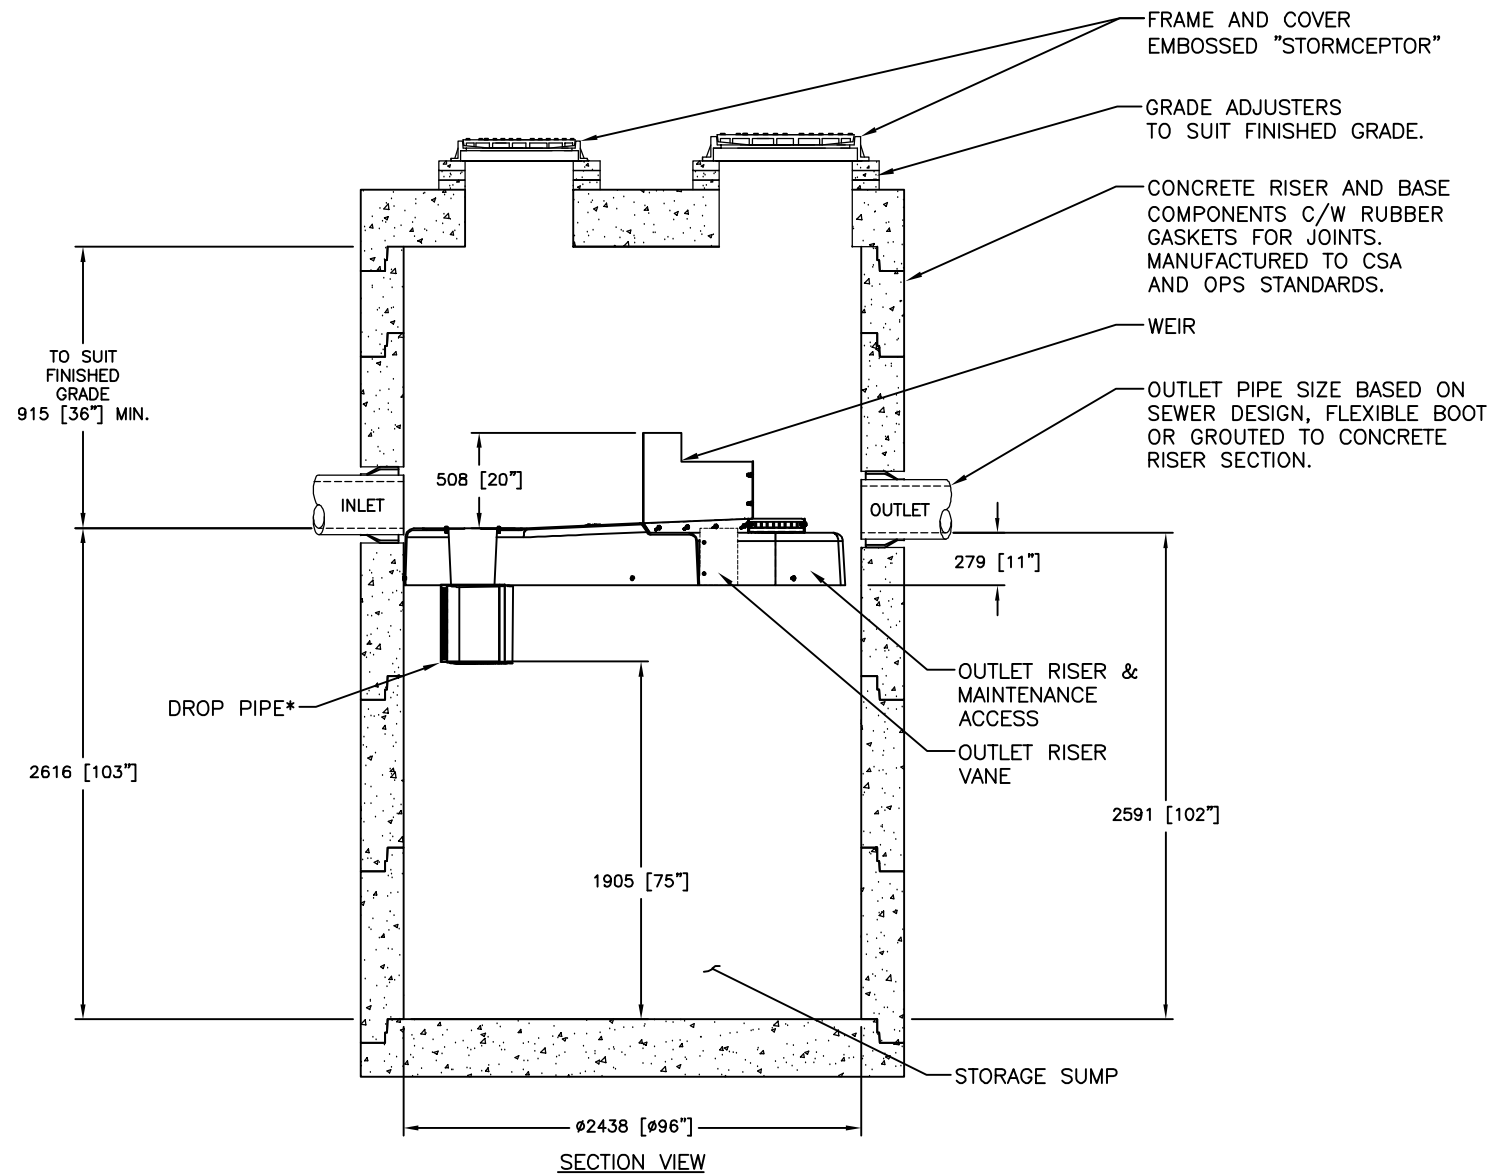 FRAME AND COVER
EMBOSSED "STORMCEPTOR"
GRADE ADJUSTERS
TO SUIT FINISHED GRADE.
CONCRETE RISER AND BASE
COMPONENTS C/W RUBBER
GASKETS FOR JOINTS.
MANUFACTURED TO CSA
AND OPS STANDARDS.
WEIR
TO SUIT
FINISHED
GRADE
915 [36"] MIN.
OUTLET PIPE SIZE BASED ON
SEWER DESIGN, FLEXIBLE BOOT
OR GROUTED TO CONCRETE
RISER SECTION.
508 [20"]
INLET
OUTLET
279 [11"]
OUTLET RISER &
MAINTENANCE
ACCESS
DROP PIPE*
OUTLET RISER
VANE
2616 [103"]
2591 [102"]
1905 [75"]
STORAGE SUMP
ø2438 [ø96"]
SECTION VIEW